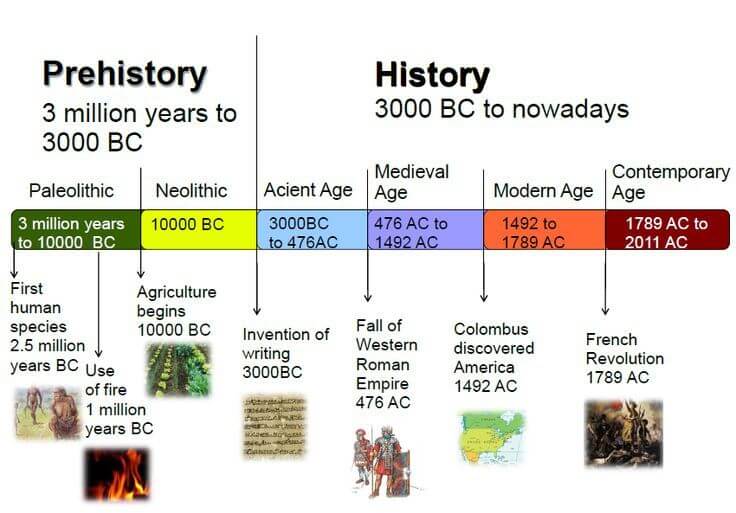 Prehistory
3 million years to
3000 BC
History
3000 BC to nowadays
Paleolithic
Neolithic
Acient Age
Medieval
Age
Modern Age
Contemporary
Age
3 million years
to 10000 BC
10000 BC
3000BC
to 476AC
476 AC to
1492 AC
1492 to
1789 AC
1789 AC to
2011 AC
First
human
species
2.5 million
years BC
Use
of fire
1 million
years BC
Agriculture
begins
10000 BC
Invention of
writing
3000BC
Fall of
Western
Roman
Empire
476 AC
Colombus
discovered
America
1492 AC
French
Revolution
1789 AC